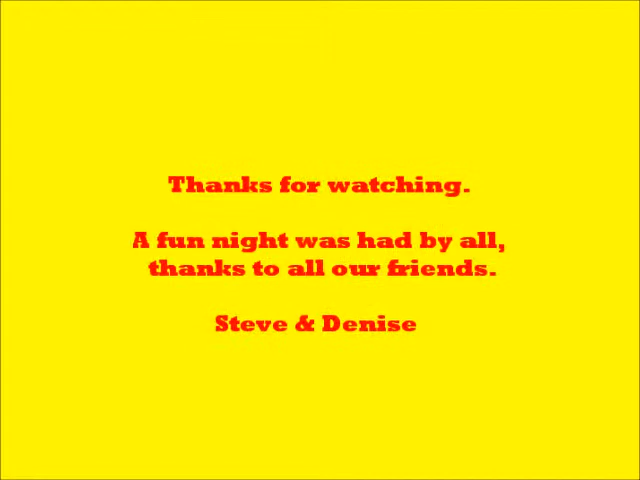 Thanks for watching.
A fun night was had by all,
thanks to all our friends.
Steve & Denise